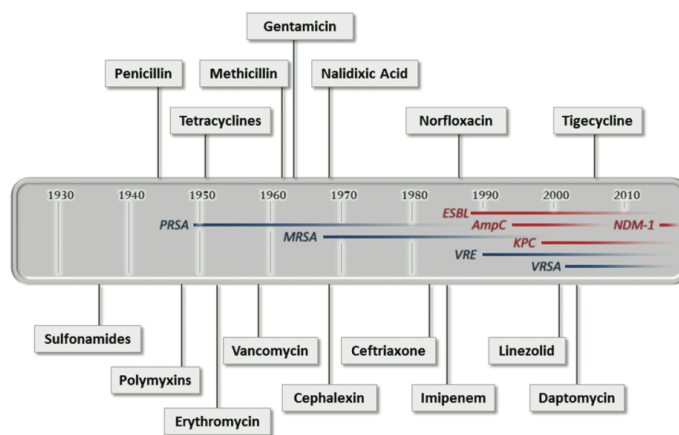 Gentamicin
Penicillin
Methicillin
Nalidixic Acid
Tetracyclines
Norfloxacin
Tigecycline
1930
1940
1950
1960
1970
1980
1990
2000
2010
ESBL
PRSA
AmpC
NDM-1
MRSA
KPC
VRE
VRSA
Sulfonamides
Vancomycin
Ceftriaxone
Linezolid
Polymyxins
Cephalexin
Imipenem
Daptomycin
Erythromycin